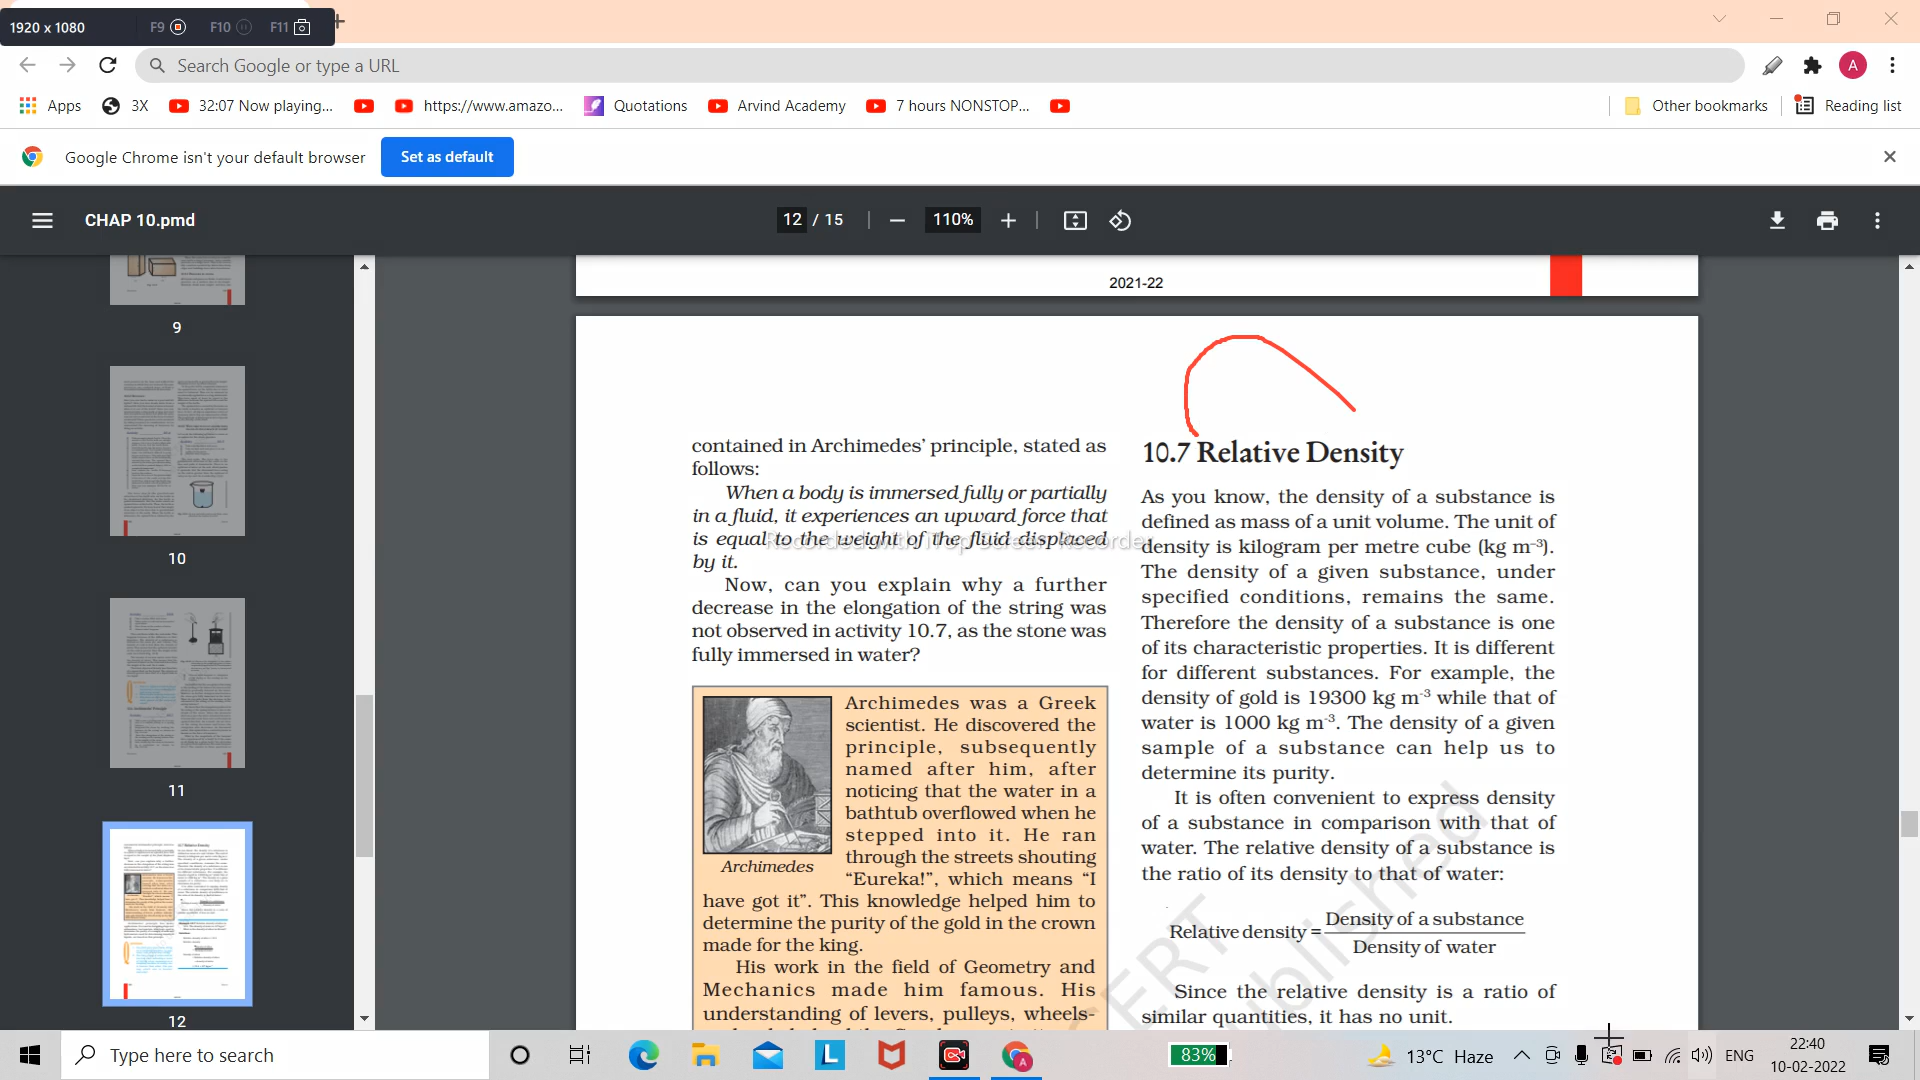 1920 x 1080
F9
F10
F11
Search Google or type a URL
A
Apps
3X
32:07 Now playing...
https://www.amazo...
Quotations
Arvind Academy
7 hours NONSTOP...
Other bookmarks
Reading list
Google Chrome isn't your default browser
Set as default
CHAP 10.pmd
12 / 15
110%
9
10
11
12
2021-22
contained in Archimedes' principle, stated as
follows:
When a body is immersed fully or partially
in a fluid, it experiences an upward force that
is equal to the weight of the fluid displaced
by it.
Now, can you explain why a further
decrease in the elongation of the string was
not observed in activity 10.7, as the stone was
fully immersed in water?
Recorded with iTop Screen Recorder
Archimedes
Archimedes was a Greek
scientist. He discovered the
principle, subsequently
named after him, after
noticing that the water in a
bathtub overflowed when he
stepped into it. He ran
through the streets shouting
"Eureka!", which means "I
have got it". This knowledge helped him to
determine the purity of the gold in the crown
made for the king.
His work in the field of Geometry and
Mechanics made him famous. His
understanding of levers, pulleys, wheels-
10.7 Relative Density
As you know, the density of a substance is
defined as mass of a unit volume. The unit of
density is kilogram per metre cube (kg m⁻³).
The density of a given substance, under
specified conditions, remains the same.
Therefore the density of a substance is one
of its characteristic properties. It is different
for different substances. For example, the
density of gold is 19300 kg m⁻³ while that of
water is 1000 kg m⁻³. The density of a given
sample of a substance can help us to
determine its purity.
It is often convenient to express density
of a substance in comparison with that of
water. The relative density of a substance is
the ratio of its density to that of water:
Relative density = Density of a substance
Density of water
Since the relative density is a ratio of
similar quantities, it has no unit.
Type here to search
L
A
83%
13°C Haze
ENG
22:40
10-02-2022